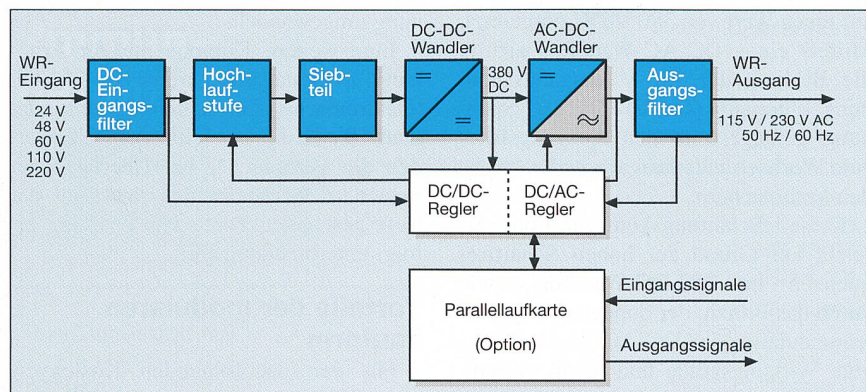 WR-
Eingang
24 V
48 V
60 V
110 V
220 V
DC-
Ein-
gangs-
filter
Hoch-
lauf-
stufe
Sieb-
teil
DC-DC-
Wandler
380 V
DC
AC-DC-
Wandler
Aus-
gangs-
filter
WR-
Ausgang
115 V / 230 V AC
50 Hz / 60 Hz
DC/DC-
Regler
DC/AC-
Regler
Parallellaufkarte
(Option)
Eingangssignale
Ausgangssignale